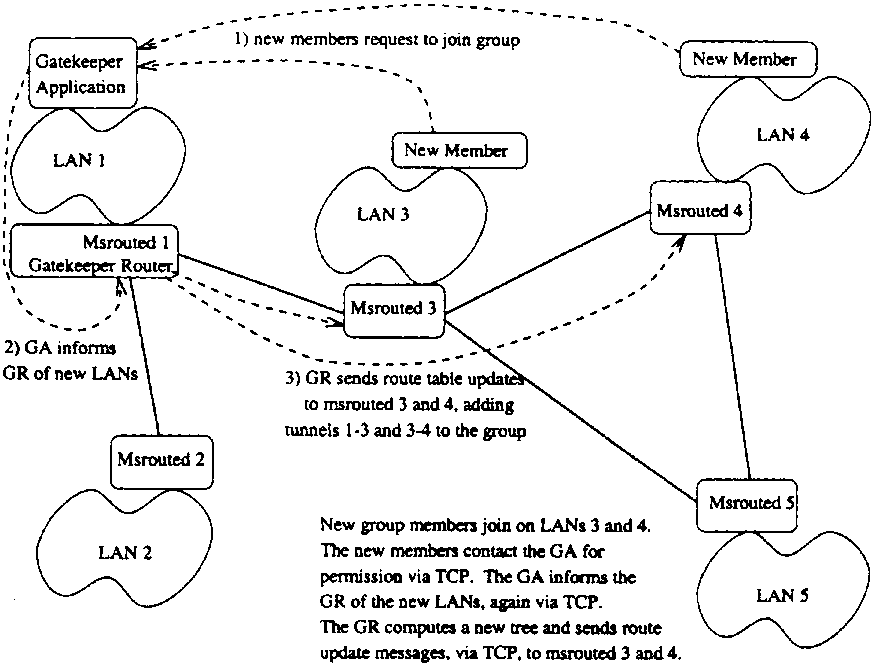 1) new members request to join group
Gatekeeper
Application
New Member
LAN 1
LAN 4
New Member
LAN 3
Msrouted 4
Msrouted 1
Gatekeeper Router
Msrouted 3
2) GA informs
GR of new LANs
3) GR sends route table updates
to msrouted 3 and 4, adding
tunnels 1-3 and 3-4 to the group
Msrouted 2
LAN 2
Msrouted 5
LAN 5
New group members join on LANs 3 and 4.
The new members contact the GA for
permission via TCP. The GA informs the
GR of the new LANs, again via TCP.
The GR computes a new tree and sends route
update messages, via TCP, to msrouted 3 and 4.